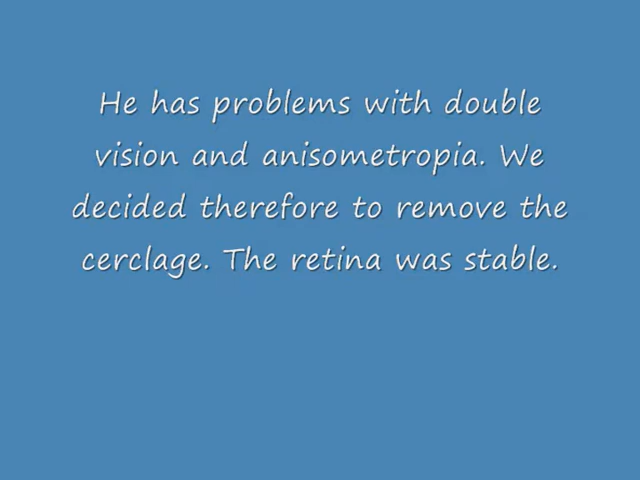 He has problems with double
vision and anisometropia. We
decided therefore to remove the
cerclage. The retina was stable.